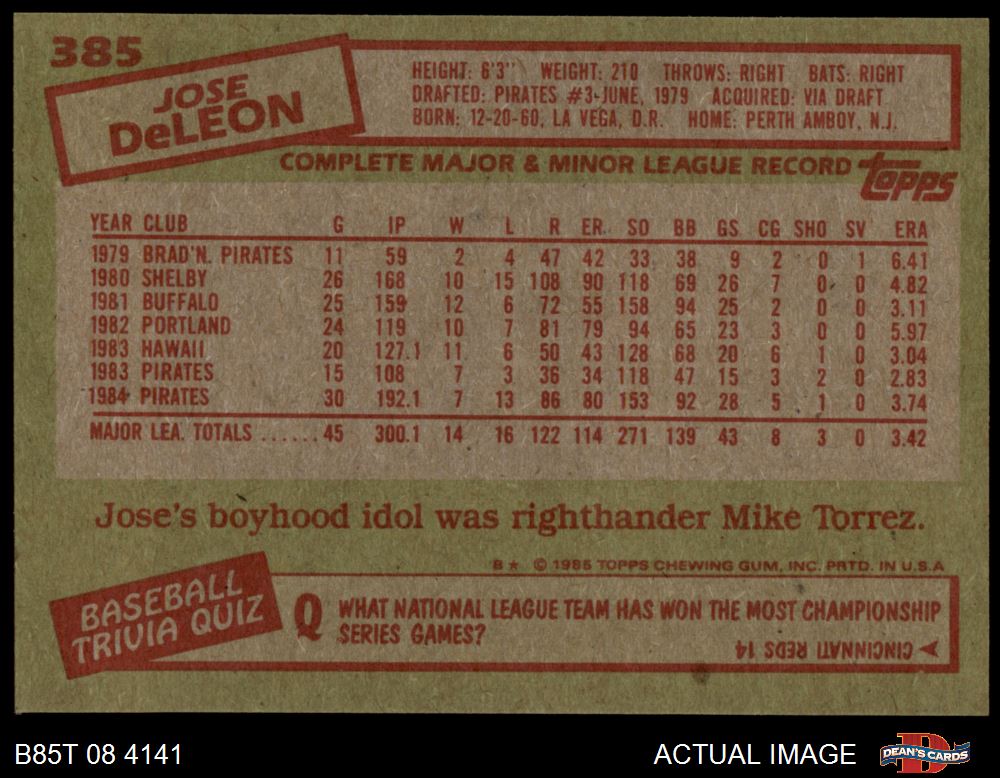 385
JOSE
DeLEON
HEIGHT: 6'3" WEIGHT: 210 THROWS: RIGHT BATS: RIGHT
DRAFTED: PIRATES #3-JUNE, 1979 ACQUIRED: VIA DRAFT
BORN: 12-20-60, LA VEGA, D.R. HOME: PERTH AMBOY, N.J.
COMPLETE MAJOR & MINOR LEAGUE RECORD topps
YEAR CLUB G IP W L R ER SO BB GS CG SHO SV ERA
1979 BRAD'N. PIRATES 11 59 2 4 47 42 33 38 9 2 0 1 6.41
1980 SHELBY 26 168 10 15 108 90 118 69 26 7 0 0 4.82
1981 BUFFALO 25 159 12 6 72 55 158 94 25 2 0 0 3.11
1982 PORTLAND 24 119 10 7 81 79 94 65 23 3 0 0 5.97
1983 HAWAII 20 127.1 11 6 50 43 128 68 20 6 1 0 3.04
1983 PIRATES 15 108 7 3 36 34 118 47 15 3 2 0 2.83
1984 PIRATES 30 192.1 7 13 86 80 153 92 28 5 1 0 3.74
MAJOR LEA. TOTALS ......45 300.1 14 16 122 114 271 139 43 8 3 0 3.42
Jose's boyhood idol was righthander Mike Torrez.
B★ © 1985 TOPPS CHEWING GUM, INC. PRTD. IN U.S.A
BASEBALL
TRIVIA QUIZ
Q WHAT NATIONAL LEAGUE TEAM HAS WON THE MOST CHAMPIONSHIP
SERIES GAMES?
CINCINNATI REDS 14
B85T 08 4141
ACTUAL IMAGE
D
DEAN'S CARDS